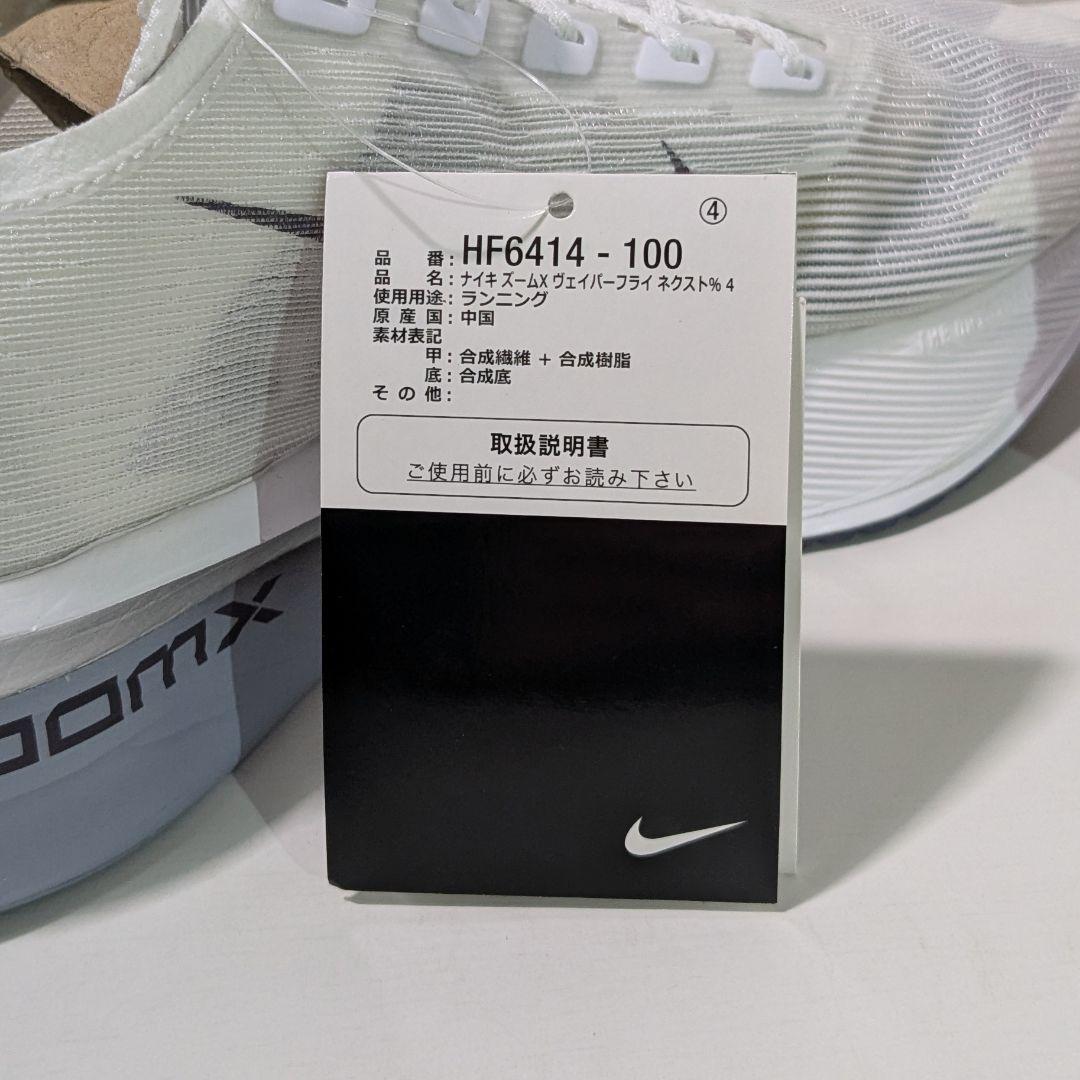 ④
品番: HF6414 - 100
品名: ナイキ ズームX ヴェイパーフライ ネクスト% 4
使用用途: ランニング
原産国: 中国
素材表記
甲: 合成繊維 + 合成樹脂
底: 合成底
その他:
取扱説明書
ご使用前に必ずお読み下さい
oomx